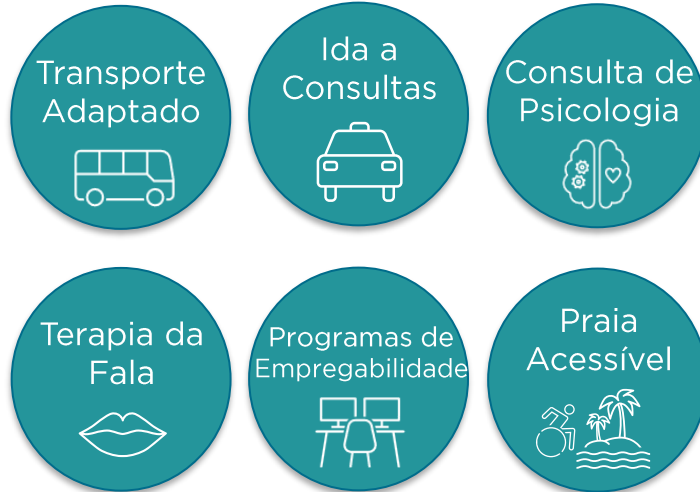 Transporte
Adaptado
Ida a
Consultas
Consulta de
Psicologia
Terapia da
Fala
Programas de
Empregabilidade
Praia
Acessível